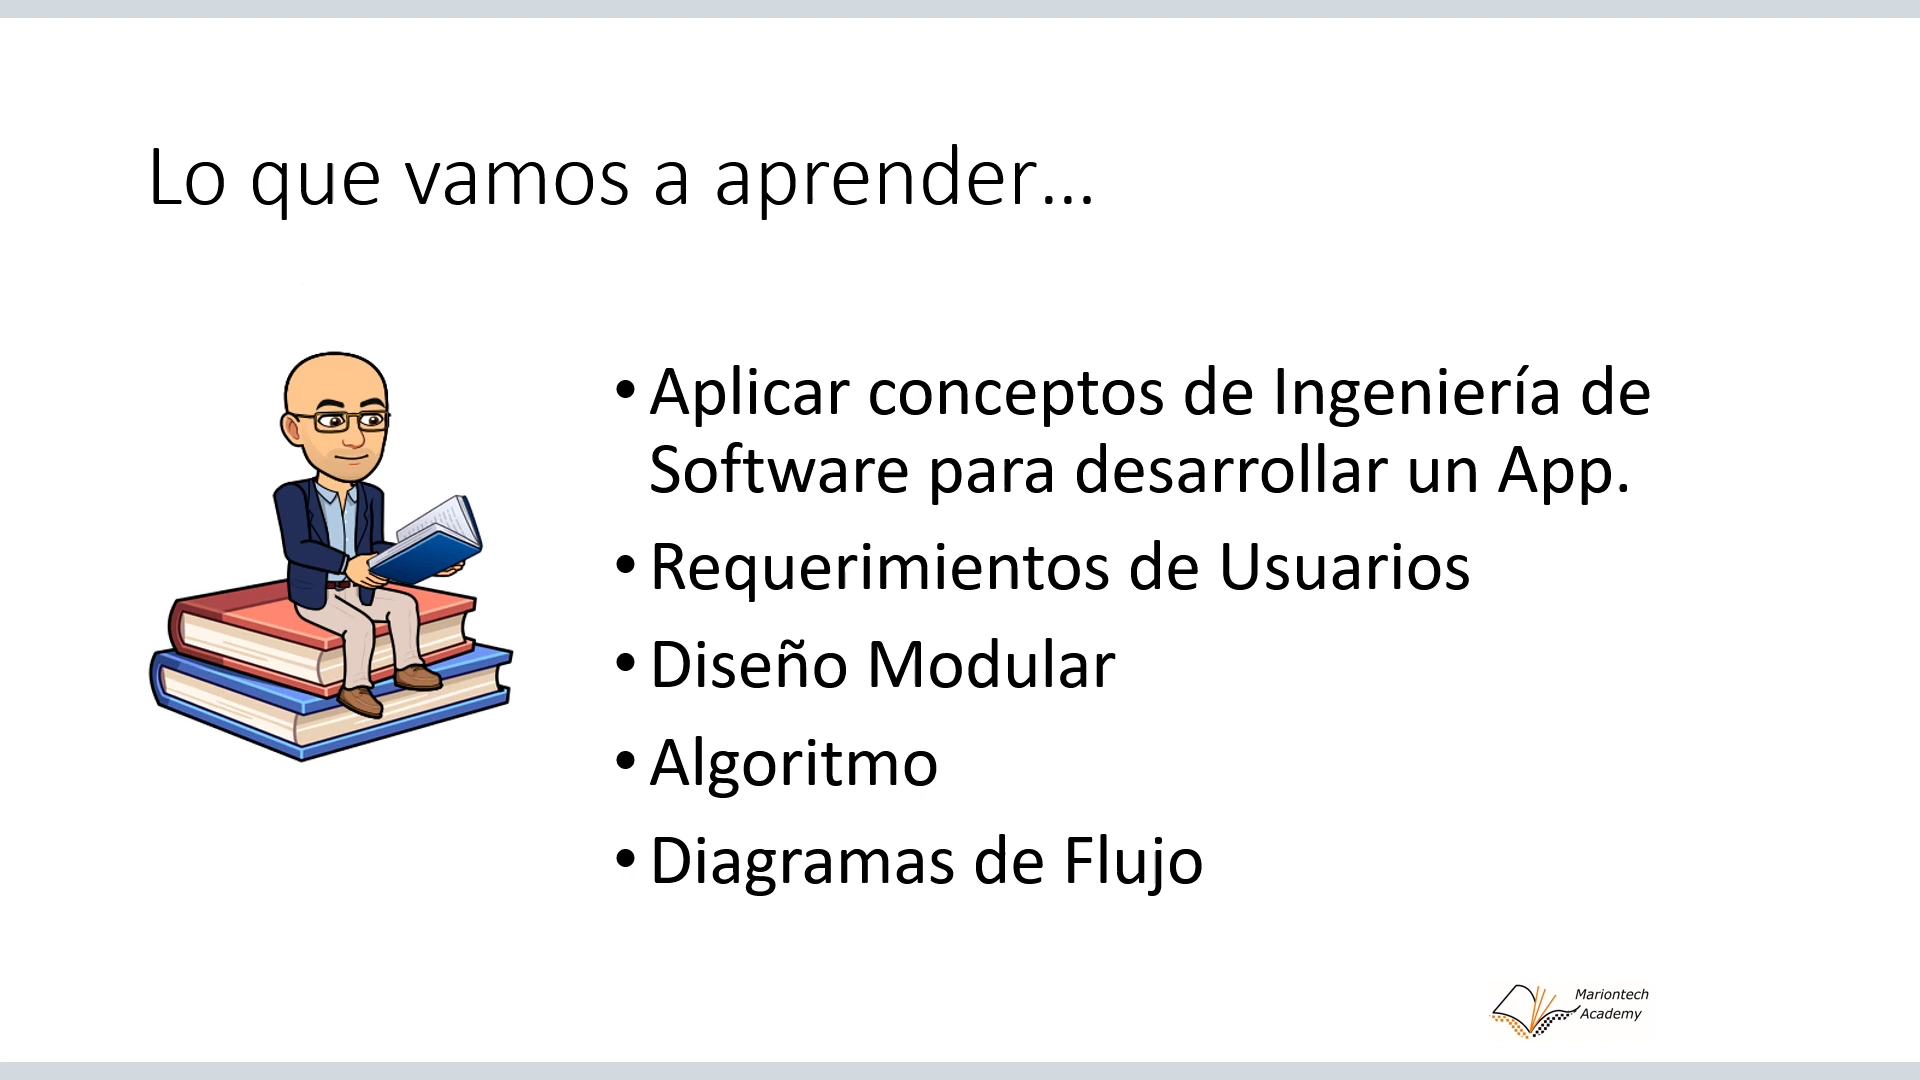 Lo que vamos a aprender...
• Aplicar conceptos de Ingeniería de
Software para desarrollar un App.
• Requerimientos de Usuarios
• Diseño Modular
• Algoritmo
• Diagramas de Flujo
Mariontech
Academy